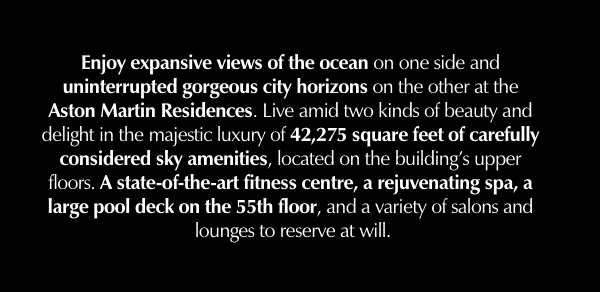 Enjoy expansive views of the ocean on one side and
uninterrupted gorgeous city horizons on the other at the
Aston Martin Residences. Live amid two kinds of beauty and
delight in the majestic luxury of 42,275 square feet of carefully
considered sky amenities, located on the building’s upper
floors. A state-of-the-art fitness centre, a rejuvenating spa, a
large pool deck on the 55th floor, and a variety of salons and
lounges to reserve at will.